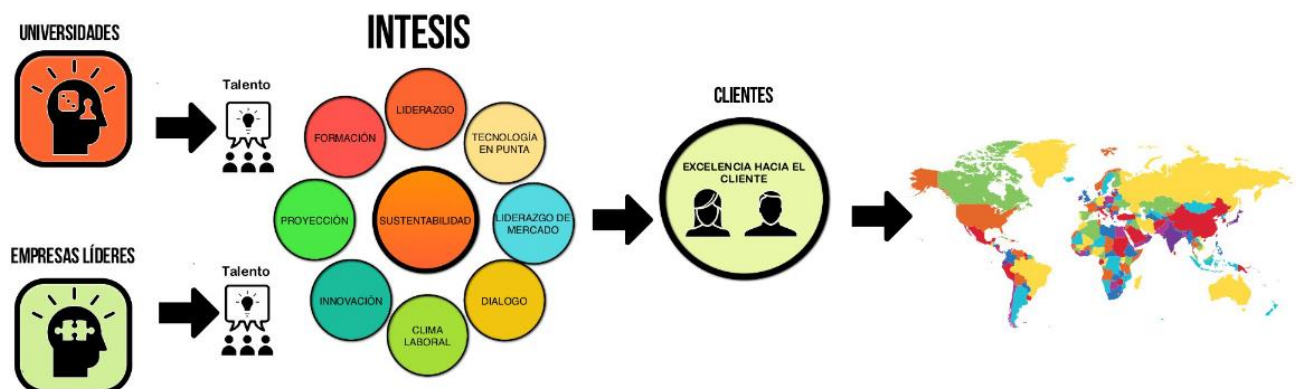 UNIVERSIDADES
Talento
EMPRESAS LÍDERES
Talento
INTESIS
LIDERAZGO
TECNOLOGÍA
EN PUNTA
LIDERAZGO DE
MERCADO
DIALOGO
CLIMA
LABORAL
INNOVACIÓN
PROYECCIÓN
FORMACIÓN
SUSTENTABILIDAD
CLIENTES
EXCELENCIA HACIA EL
CLIENTE